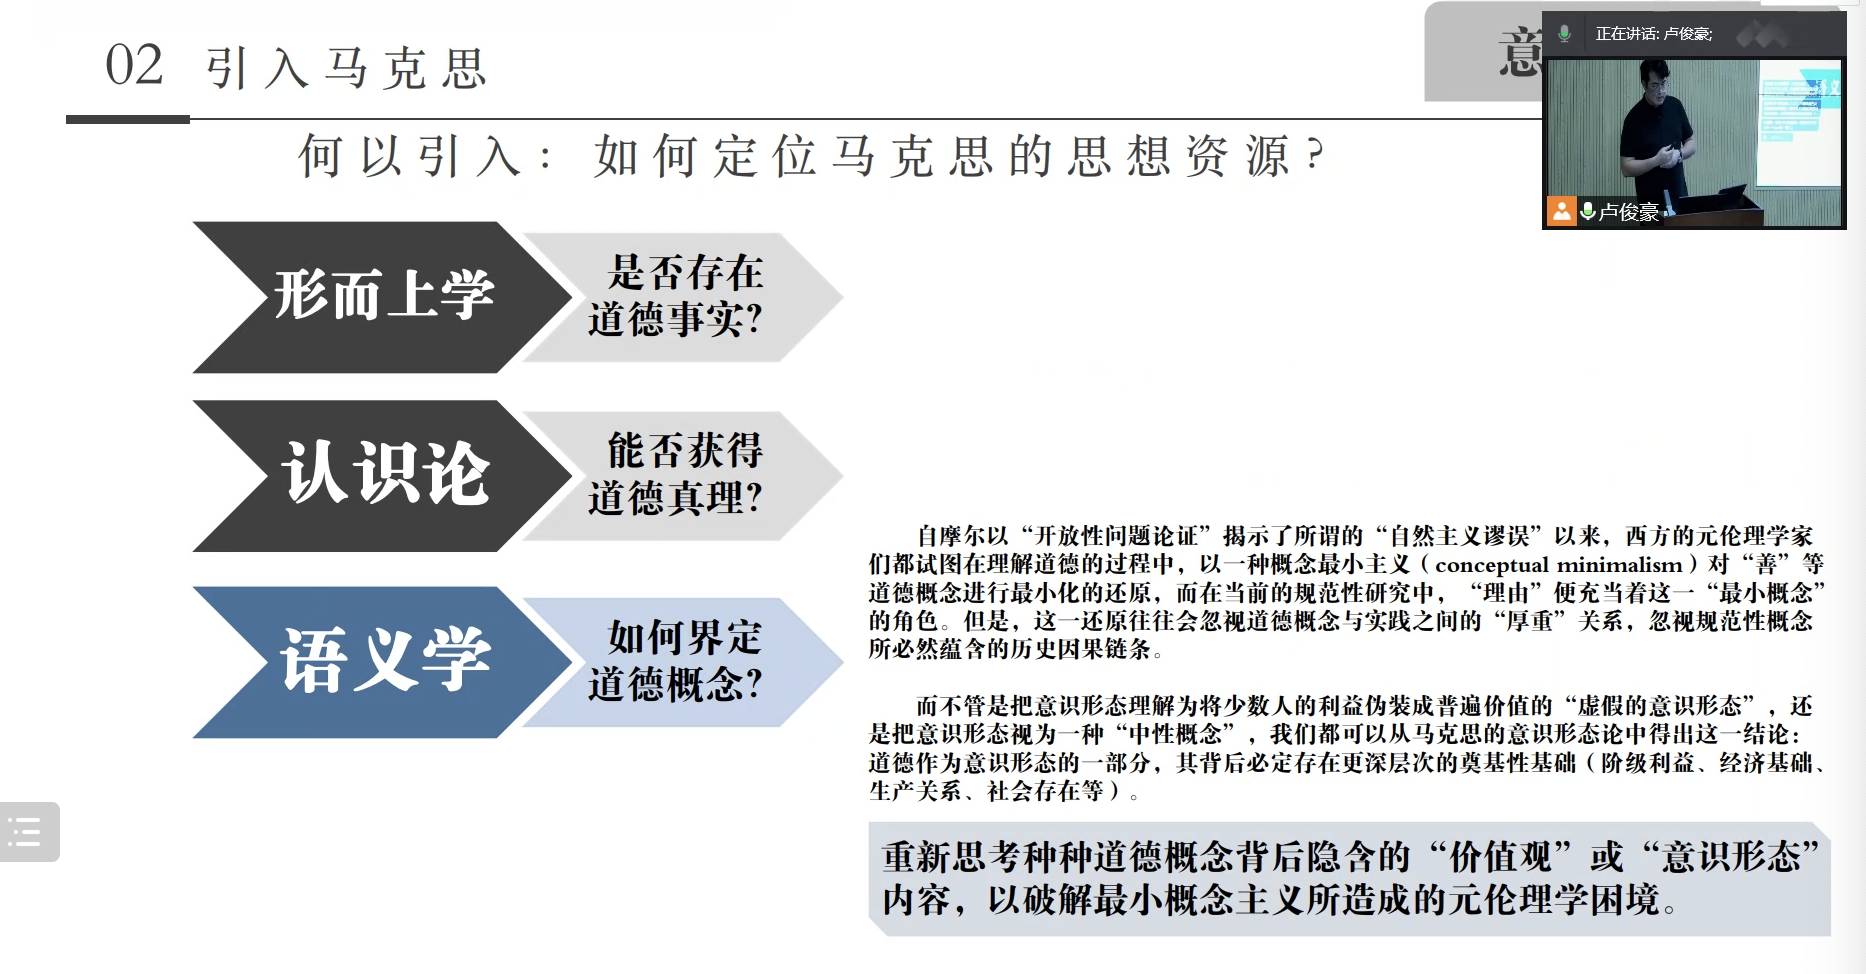 02 引入马克思
意
正在讲话: 卢俊豪;
卢俊豪
何以引入：如何定位马克思的思想资源?
形而上学
是否存在
道德事实?
认识论
能否获得
道德真理?
语义学
如何界定
道德概念?
自摩尔以“开放性问题论证”揭示了所谓的“自然主义谬误”以来，西方的元伦理学家
们都试图在理解道德的过程中，以一种概念最小主义（conceptual minimalism）对“善”等
道德概念进行最小化的还原，而在当前的规范性研究中，“理由”便充当着这一“最小概念”
的角色。但是，这一还原往往会忽视道德概念与实践之间的“厚重”关系，忽视规范性概念
所必然蕴含的历史因果链条。
而不管是把意识形态理解为将少数人的利益伪装成普遍价值的“虚假的意识形态”，还
是把意识形态视为一种“中性概念”，我们都可以从马克思的意识形态论中得出这一结论：
道德作为意识形态的一部分，其背后必定存在更深层次的奠基性基础（阶级利益、经济基础、
生产关系、社会存在等）。
重新思考种种道德概念背后隐含的“价值观”或“意识形态”
内容，以破解最小概念主义所造成的元伦理学困境。